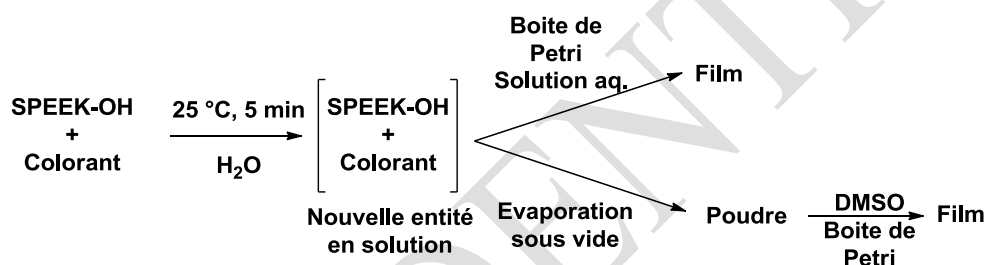 SPEEK-OH
+
Colorant
25 °C, 5 min
H₂O
SPEEK-OH
+
Colorant
Nouvelle entité
en solution
Boite de
Petri
Solution aq.
Film
Evaporation
sous vide
Poudre
DMSO
Boite de
Petri
Film